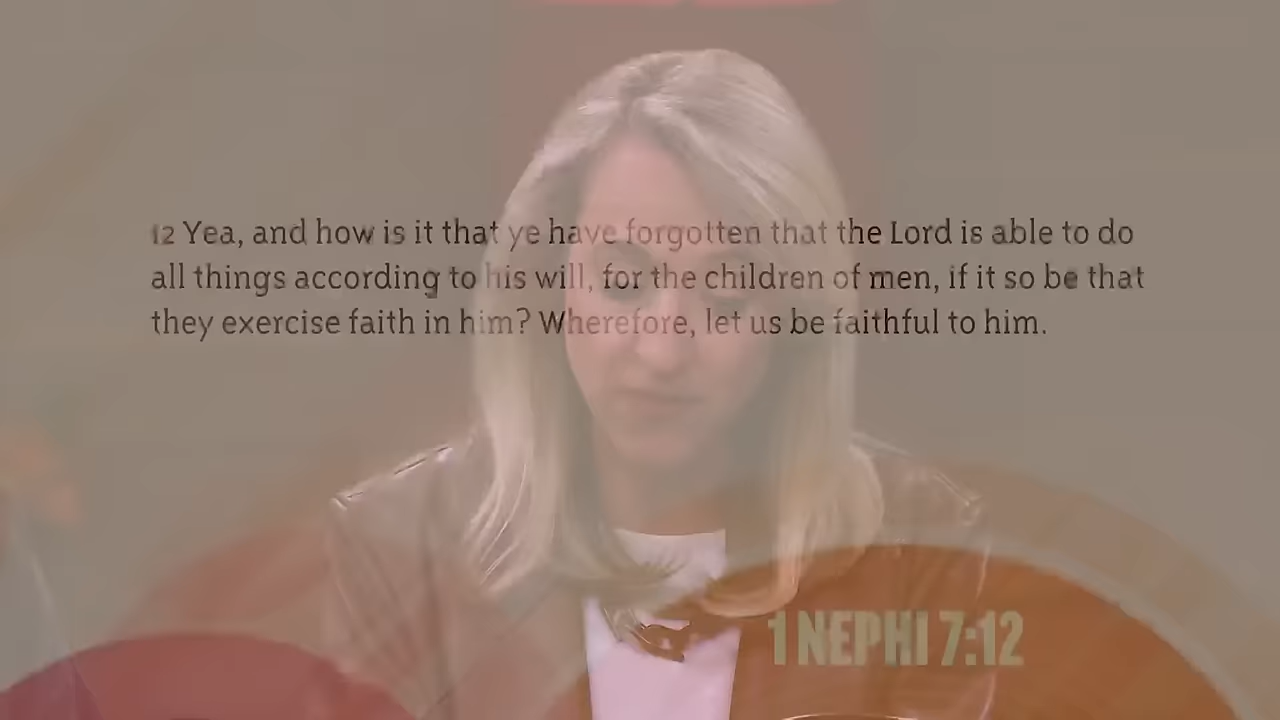 12 Yea, and how is it that ye have forgotten that the Lord is able to do
all things according to his will, for the children of men, if it so be that
they exercise faith in him? Wherefore, let us be faithful to him.
1 NEPHI 7:12